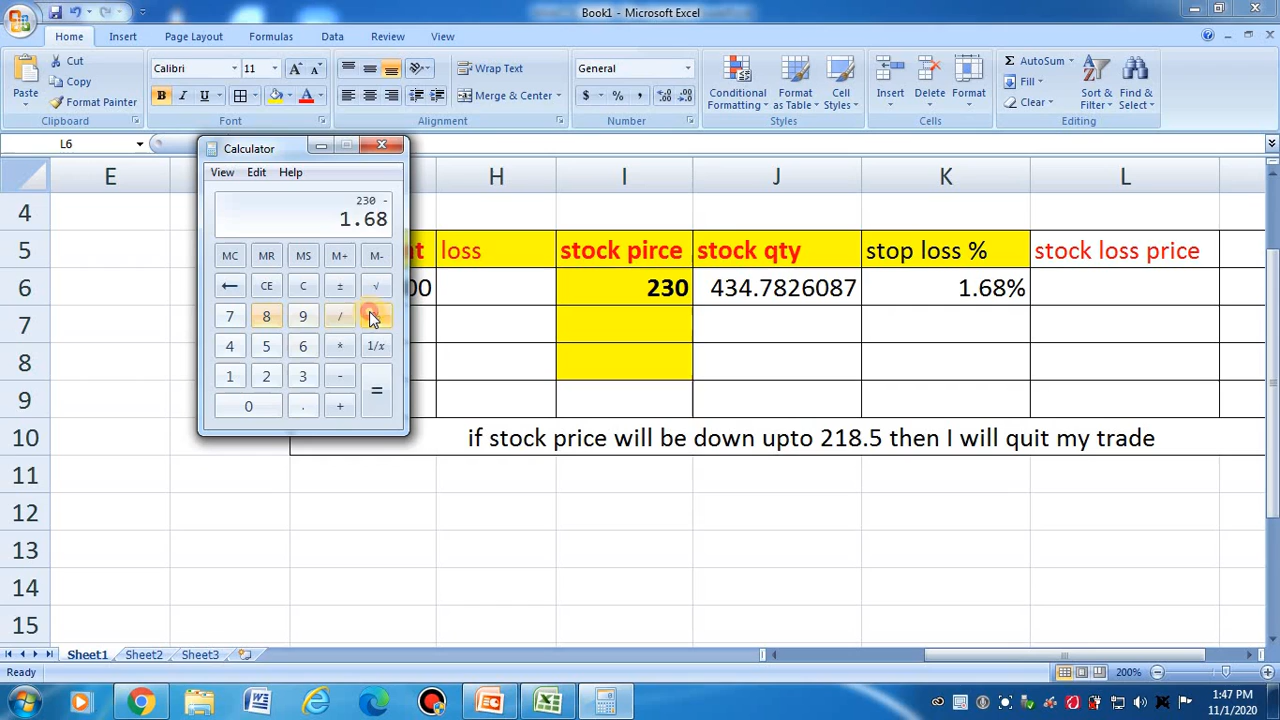 Book1 - Microsoft Excel
Home Insert Page Layout Formulas Data Review View
Paste
Cut
Copy
Format Painter
Clipboard
Calibri 11
B I U
Font
Wrap Text
Merge & Center
Alignment
General
$ % ,
Number
Conditional Formatting
Format as Table
Cell Styles
Styles
Insert Delete Format
Cells
AutoSum
Fill
Clear
Sort & Filter
Find & Select
Editing
L6
E H I J K L
Calculator
View Edit Help
230 -
1.68
MC MR MS M+ M-
← CE C ± √
7 8 9 /
4 5 6 * 1/x
1 2 3 - =
0 . +
4
5 loss stock pirce stock qty stop loss % stock loss price
6 00 230 434.7826087 1.68%
7
8
9
10 if stock price will be down upto 218.5 then I will quit my trade
11
12
13
14
15
Sheet1 Sheet2 Sheet3
Ready 200%
1:47 PM
11/1/2020